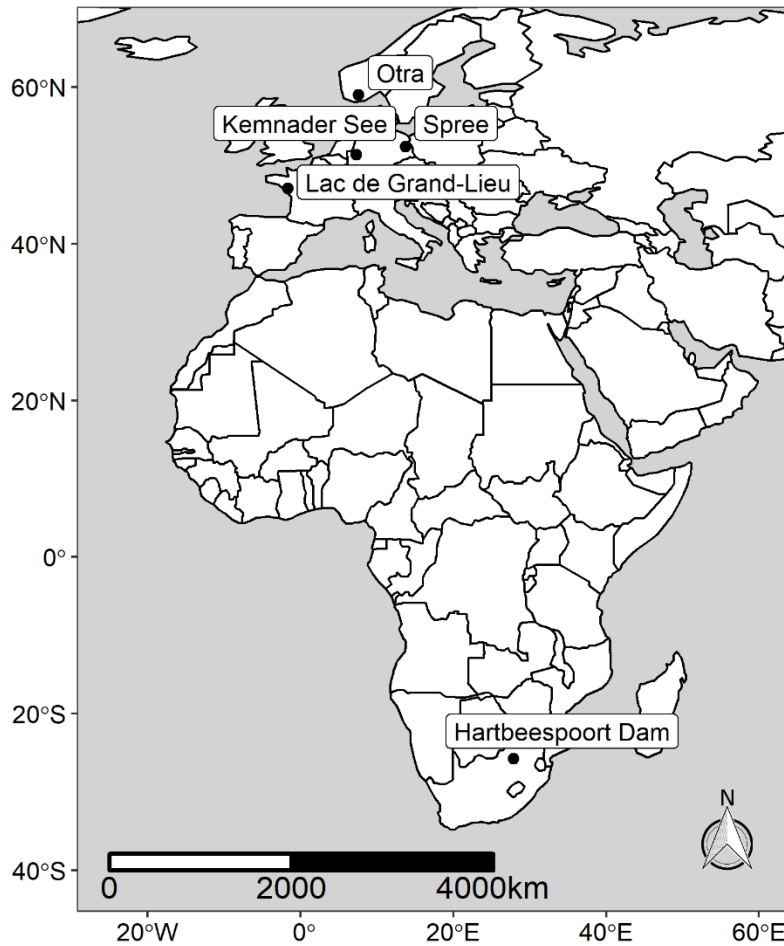 60°N
Otra
Kemnader See
Spree
Lac de Grand-Lieu
40°N
20°N
0°
20°S
Hartbeespoort Dam
N
40°S
0
2000
4000km
20°W
0°
20°E
40°E
60°E